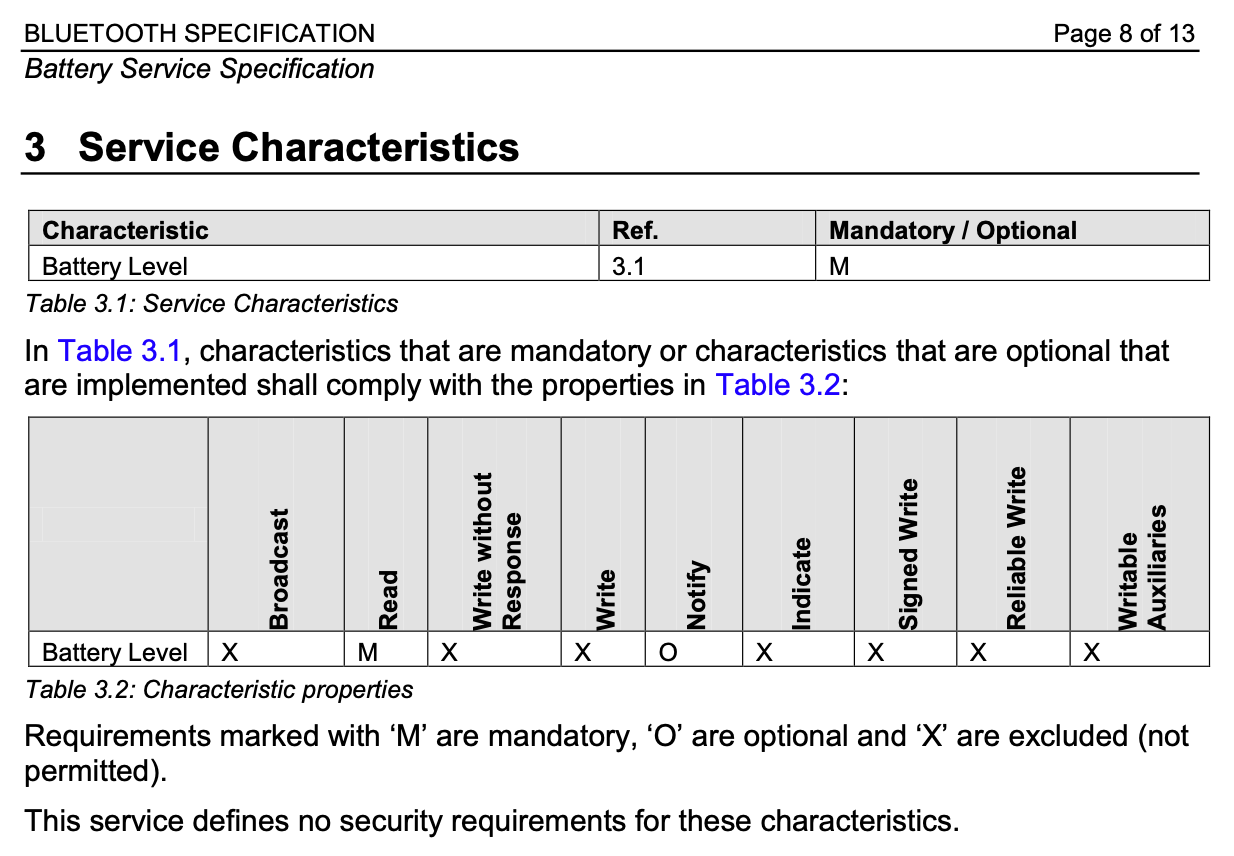 BLUETOOTH SPECIFICATION Page 8 of 13
Battery Service Specification
3 Service Characteristics
Characteristic Ref. Mandatory / Optional
Battery Level 3.1 M
Table 3.1: Service Characteristics
In Table 3.1, characteristics that are mandatory or characteristics that are optional that
are implemented shall comply with the properties in Table 3.2:
Broadcast Read Write without Response Write Notify Indicate Signed Write Reliable Write Writable Auxiliaries
Battery Level X M X X O X X X X
Table 3.2: Characteristic properties
Requirements marked with ‘M’ are mandatory, ‘O’ are optional and ‘X’ are excluded (not
permitted).
This service defines no security requirements for these characteristics.